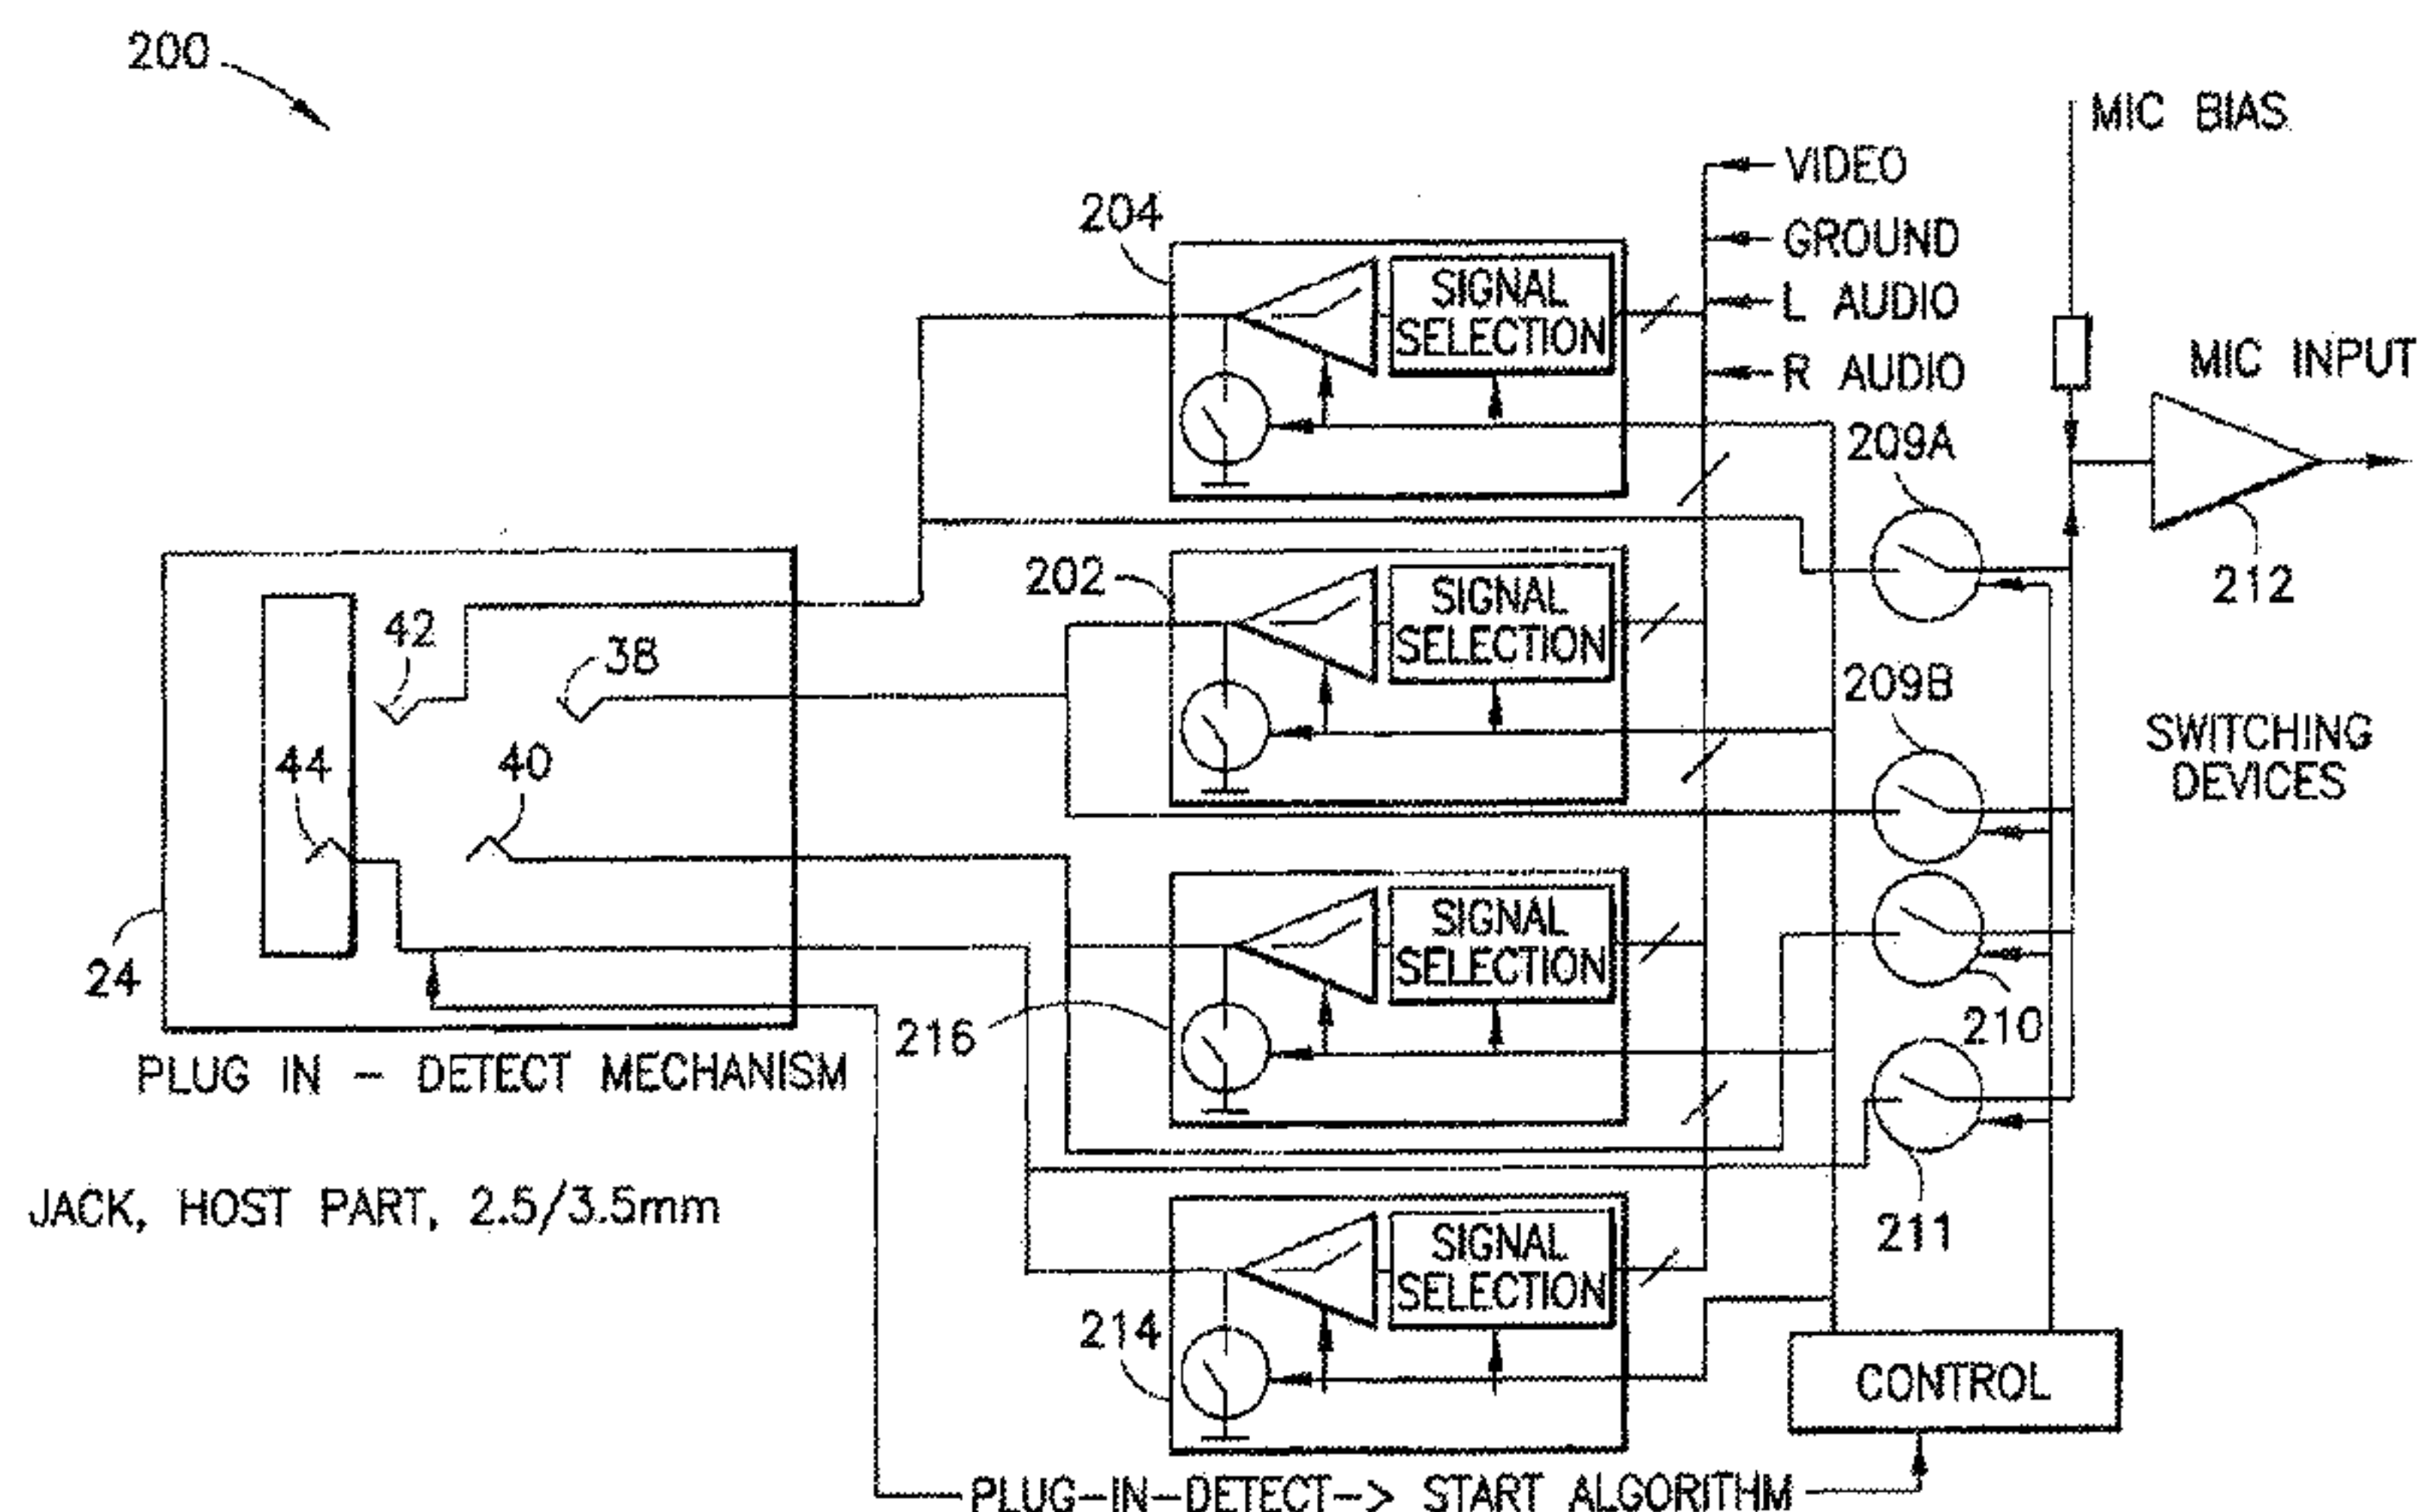 200
MIC BIAS
VIDEO
204
GROUND
SIGNAL
SELECTION
L AUDIO
R AUDIO
MIC INPUT
209A
212
202
SIGNAL
SELECTION
42
38
209B
SWITCHING
DEVICES
44
40
SIGNAL
SELECTION
24
216
210
PLUG IN - DETECT MECHANISM
JACK, HOST PART, 2.5/3.5mm
211
SIGNAL
SELECTION
214
CONTROL
PLUG-IN-DETECT-> START ALGORITHM